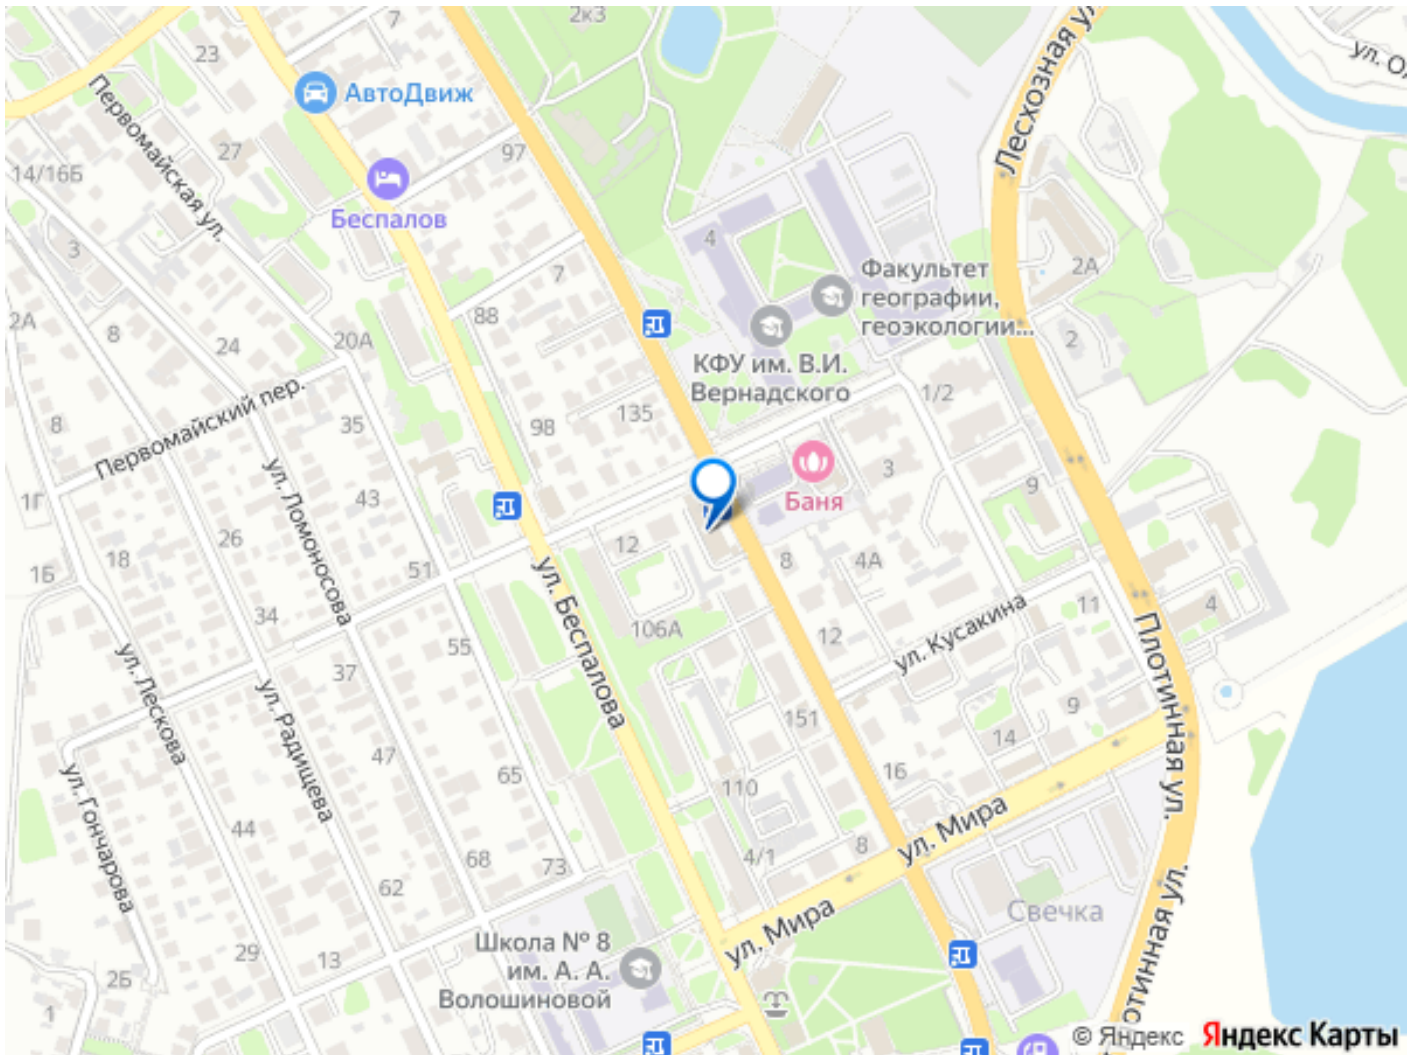 7
2к3
Лесхозная ул.
23
АвтоДвиж
Первомайская ул.
27
97
14/16Б
Беспалов
4
3
7
2А
Факультет
географии,
геоэкологии...
2А
8
88
20А
24
2
КФУ им. В.И.
Вернадского
1/2
Первомайский пер.
8
35
98
135
3
1Г
43
9
Баня
18
26
ул. Ломоносова
12
8
4А
1Б
51
34
ул. Беспалова
11
4
106А
12
ул. Кусакина
55
37
ул. Лескова
ул. Радищева
Плотинная ул.
151
9
14
47
65
110
16
ул. Гончарова
44
ул. Мира
68
73
4/1
8
62
ул. Мира
Свечка
29
13
Школа № 8
им. А. А.
Волошиновой
2Б
1
© Яндекс
Яндекс Карты